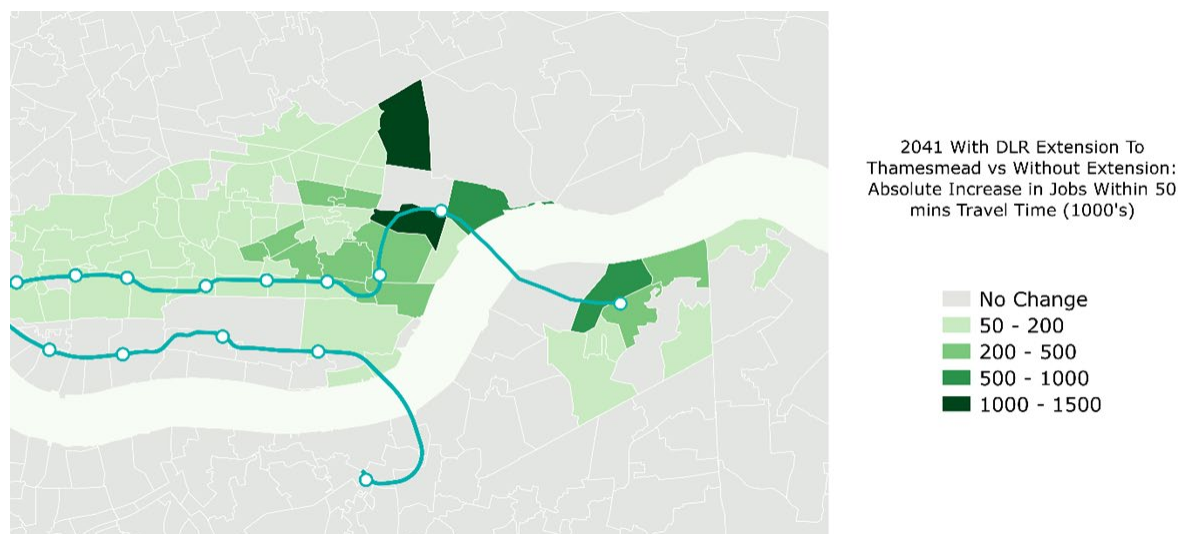 2041 With DLR Extension To
Thamesmead vs Without Extension:
Absolute Increase in Jobs Within 50
mins Travel Time (1000's)
No Change
50 - 200
200 - 500
500 - 1000
1000 - 1500